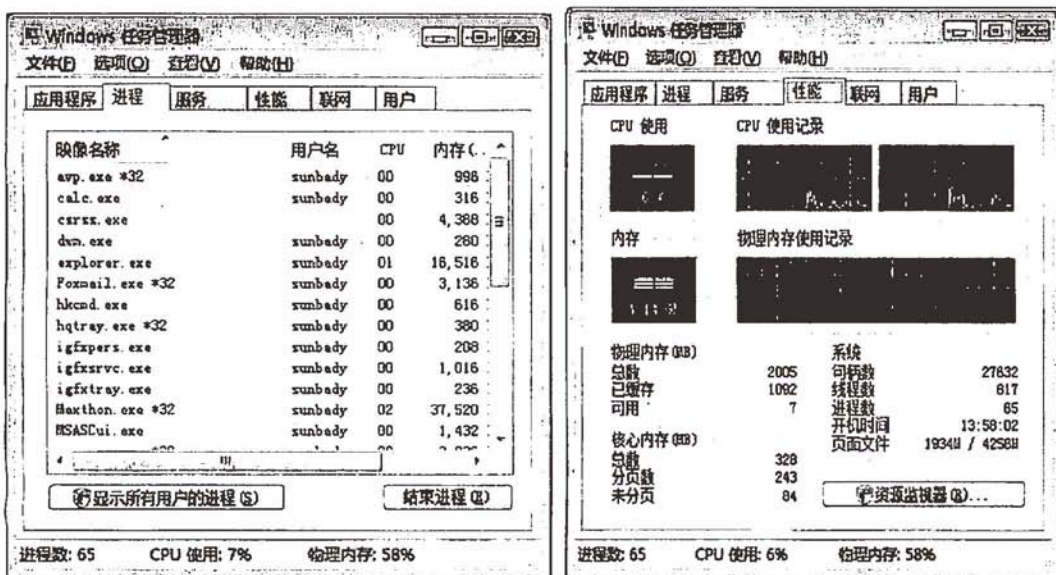 Windows 任务管理器
文件(F) 选项(O) 查看(V) 帮助(H)
应用程序 进程 服务 性能 联网 用户
映像名称 用户名 CPU 内存(..
avp.exe *32 sunbady 00 996
calc.exe sunbady 00 316
csrss.exe 00 4,388
dwm.exe sunbady 00 280
explorer.exe sunbady 01 16,516
Foxmail.exe *32 sunbady 00 3,136
hkcmd.exe sunbady 00 616
hqtray.exe *32 sunbady 00 380
igfxpers.exe sunbady 00 208
igfxsrvc.exe sunbady 00 1,016
igfxtray.exe sunbady 00 236
Maxthon.exe *32 sunbady 02 37,520
MSASCui.exe sunbady 00 1,432
显示所有用户的进程(S) 结束进程(E)
进程数: 65 CPU 使用: 7% 物理内存: 58%
Windows 任务管理器
文件(F) 选项(O) 查看(V) 帮助(H)
应用程序 进程 服务 性能 联网 用户
CPU 使用 CPU 使用记录
内存 物理内存使用记录
物理内存(MB)
总数 2005
已缓存 1092
可用 7
核心内存(MB)
总数 328
分页数 243
未分页 84
系统
句柄数 27632
线程数 817
进程数 65
开机时间 13:58:02
页面文件 1934M / 4258M
资源监视器(R)...
进程数: 65 CPU 使用: 6% 物理内存: 58%